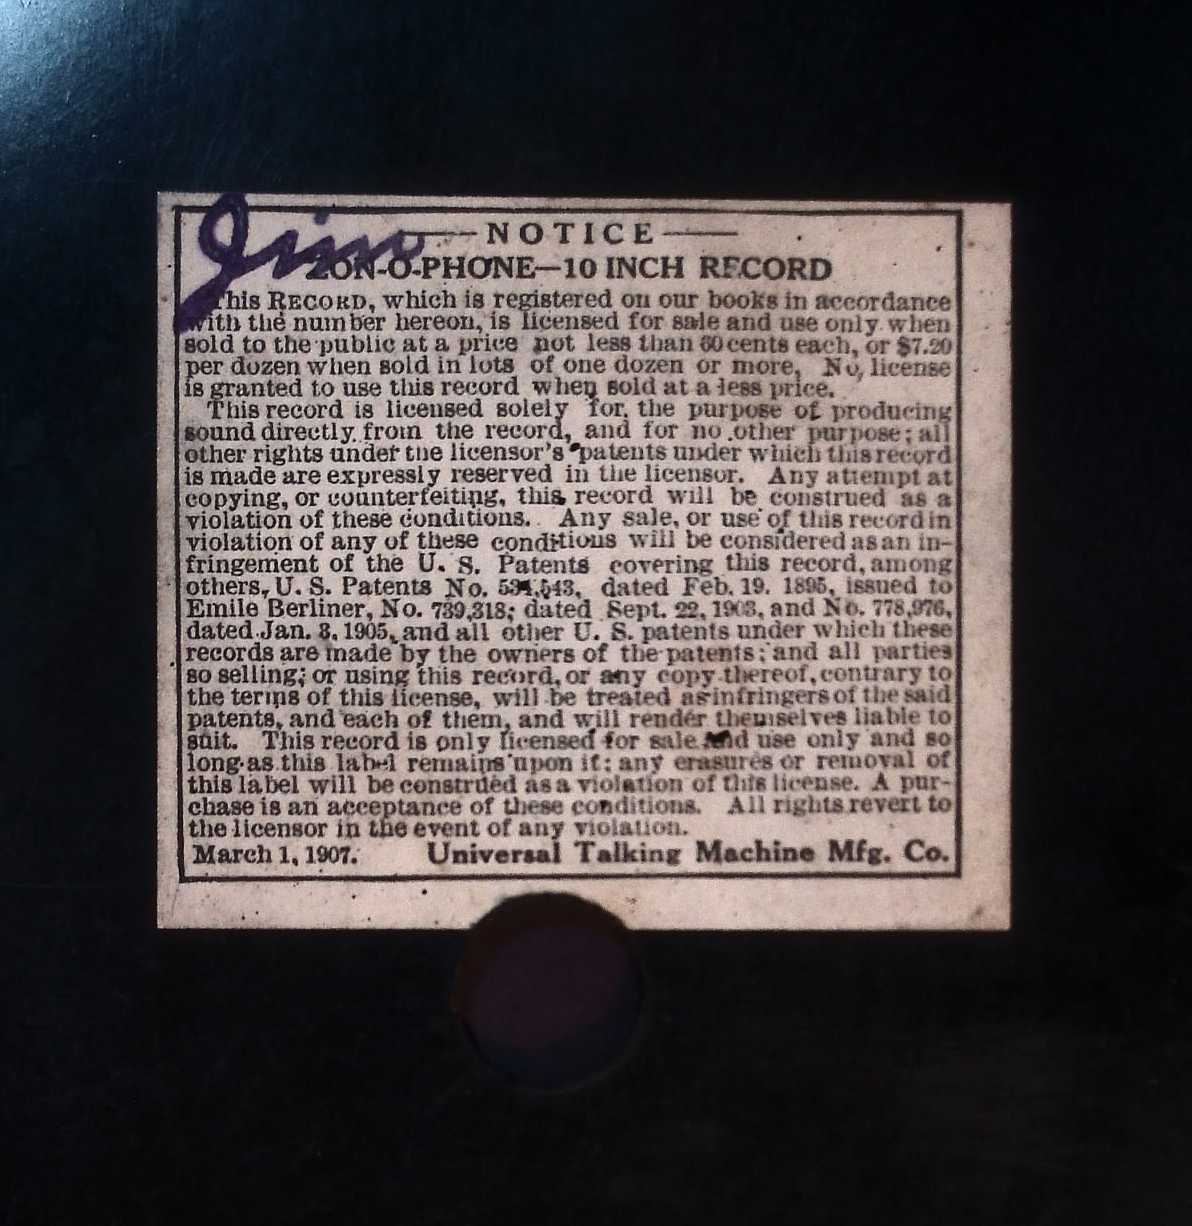 Jim
NOTICE
ZON-O-PHONE—10 INCH RECORD
This RECORD, which is registered on our books in accordance
with the number hereon, is licensed for sale and use only when
sold to the public at a price not less than 60 cents each, or $7.20
per dozen when sold in lots of one dozen or more. No license
is granted to use this record when sold at a less price.
This record is licensed solely for the purpose of producing
sound directly from the record, and for no other purpose; all
other rights under the licensor's patents under which this record
is made are expressly reserved in the licensor. Any attempt at
copying, or counterfeiting, this record will be construed as a
violation of these conditions. Any sale, or use of this record in
violation of any of these conditions will be considered as an in-
fringement of the U. S. Patents covering this record, among
others, U. S. Patents No. 534,543, dated Feb. 19. 1895, issued to
Emile Berliner, No. 739,318; dated Sept. 22, 1903, and No. 778,976,
dated Jan. 3, 1905, and all other U. S. patents under which these
records are made by the owners of the patents; and all parties
so selling; or using this record, or any copy thereof, contrary to
the terms of this license, will be treated as infringers of the said
patents, and each of them, and will render themselves liable to
suit. This record is only licensed for sale and use only and so
long as this label remains upon it; any erasures or removal of
this label will be construed as a violation of this license. A pur-
chase is an acceptance of these conditions. All rights revert to
the licensor in the event of any violation.
March 1, 1907. Universal Talking Machine Mfg. Co.